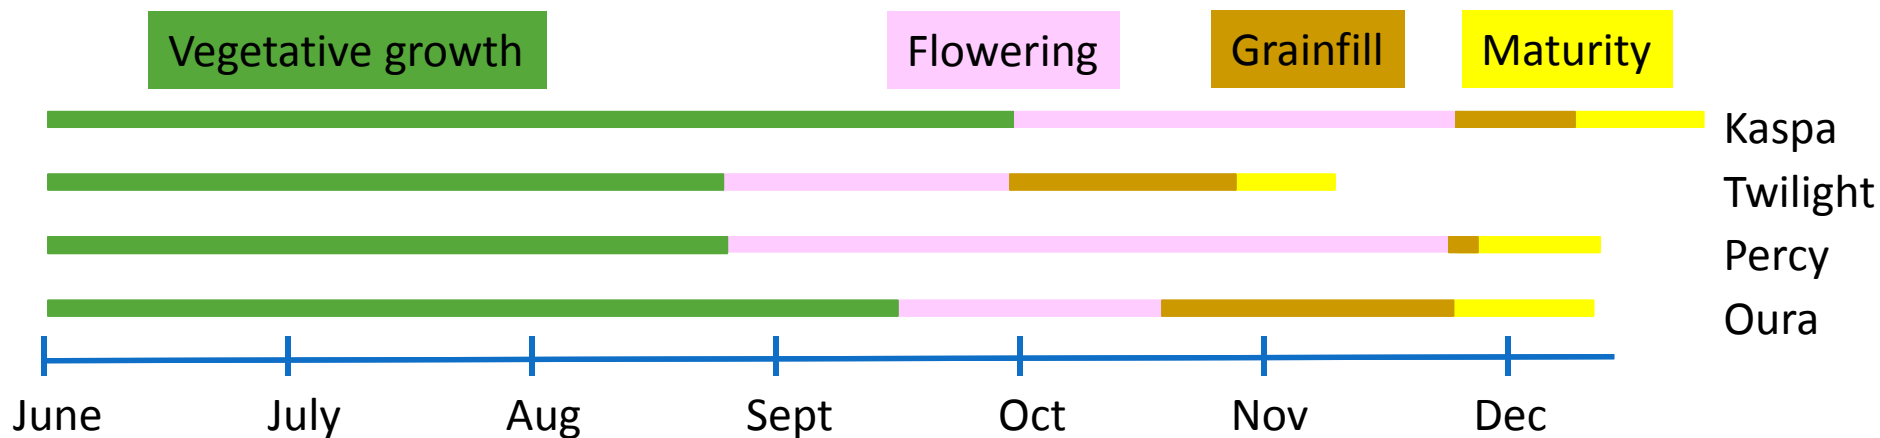 Vegetative growth Flowering Grainfill Maturity
Kaspa
Twilight
Percy
Oura
June July Aug Sept Oct Nov Dec